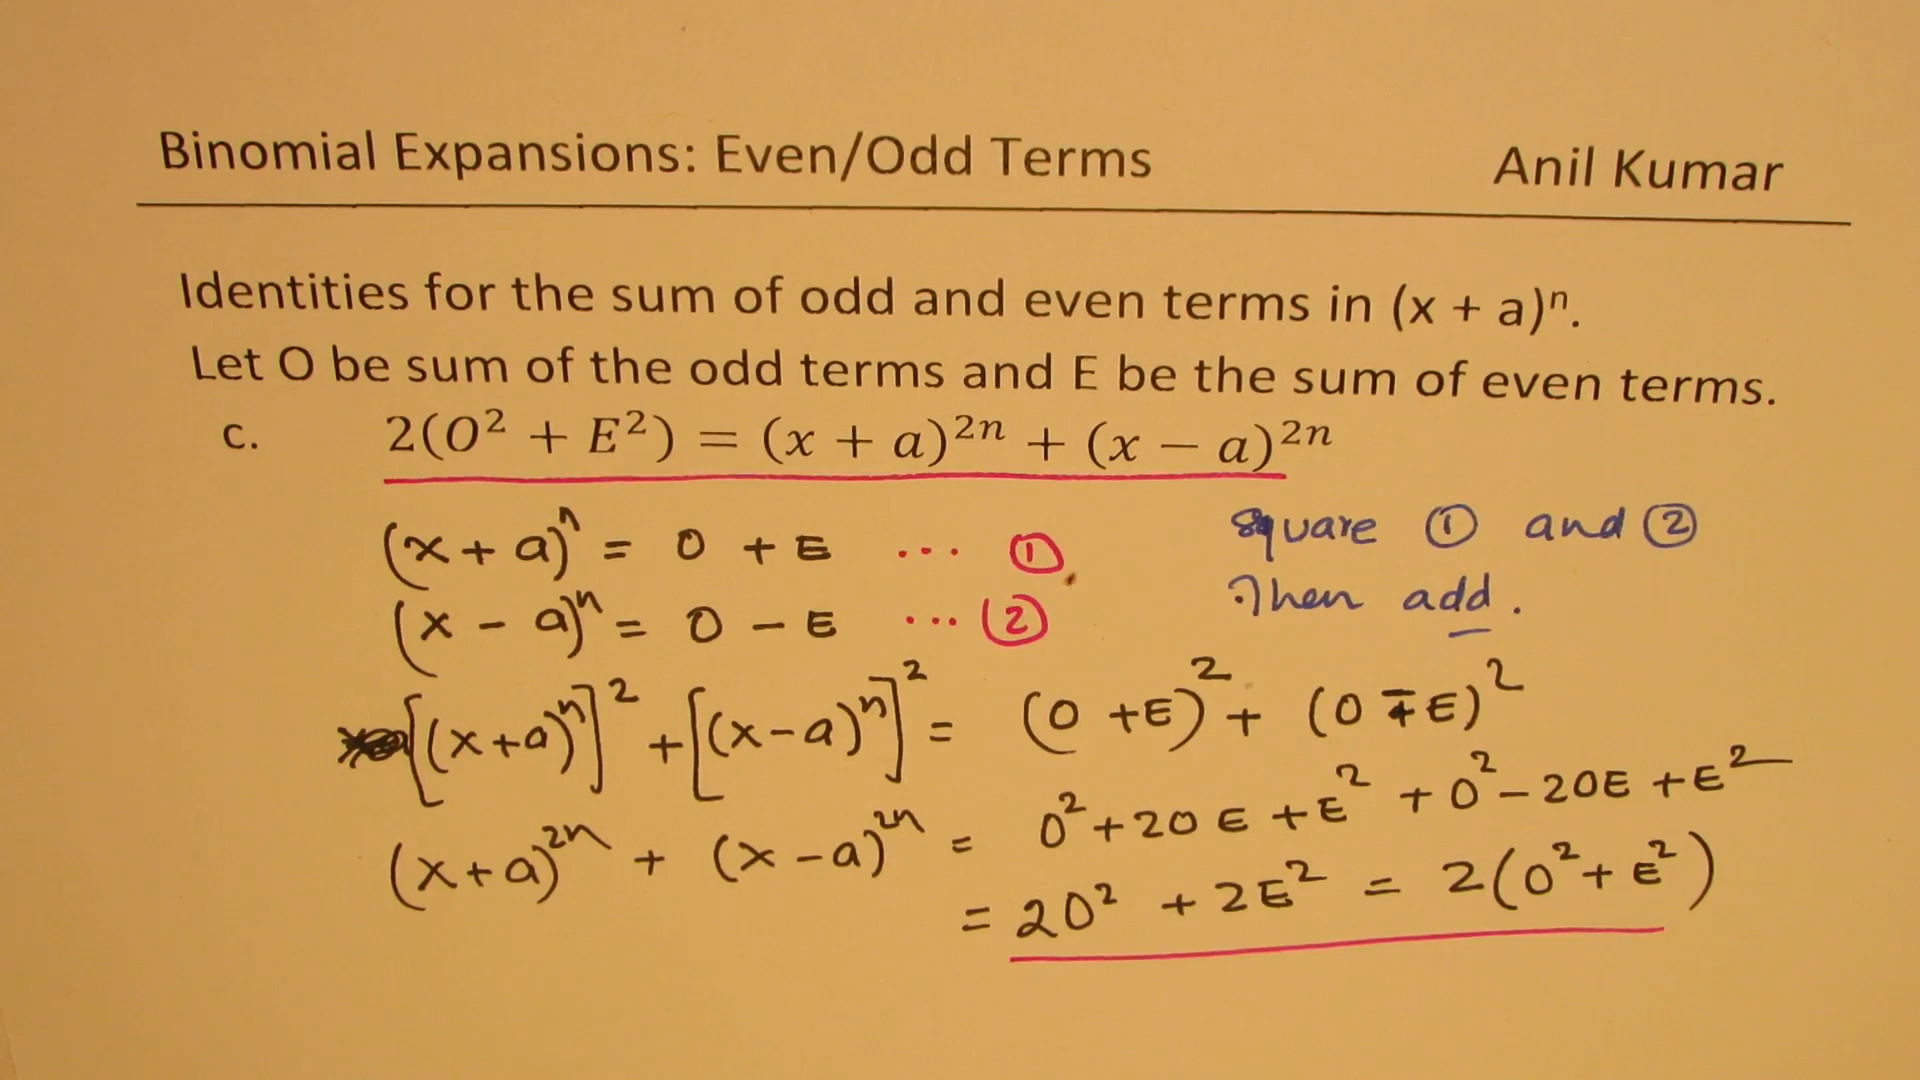 Binomial Expansions: Even/Odd Terms Anil Kumar
Identities for the sum of odd and even terms in (x + a)ⁿ.
Let O be sum of the odd terms and E be the sum of even terms.
c. 2(O² + E²) = (x + a)²ⁿ + (x − a)²ⁿ
(x + a)ⁿ = O + E ... ①
(x − a)ⁿ = O − E ... ②
square ① and ②
Then add.
[(x+a)ⁿ]² + [(x−a)ⁿ]² = (O + E)² + (O − E)²
(x+a)²ⁿ + (x−a)²ⁿ = O² + 2OE + E² + O² − 2OE + E²
= 2O² + 2E² = 2(O² + E²)